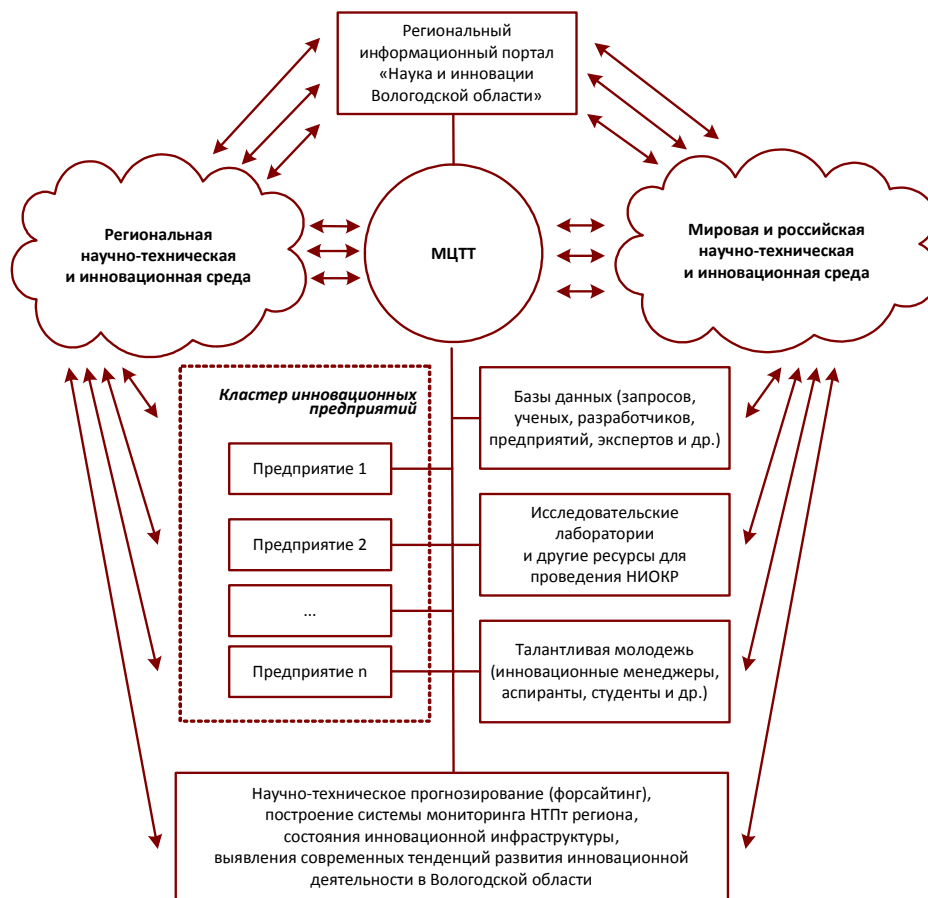 Региональный
информационный портал
«Наука и инновации
Вологодской области»
Региональная
научно-техническая
и инновационная среда
МЦТТ
Мировая и российская
научно-техническая
и инновационная среда
Кластер инновационных
предприятий
Предприятие 1
Предприятие 2
...
Предприятие n
Базы данных (запросов,
ученых, разработчиков,
предприятий, экспертов и др.)
Исследовательские
лаборатории
и другие ресурсы для
проведения НИОКР
Талантливая молодежь
(инновационные менеджеры,
аспиранты, студенты и др.)
Научно-техническое прогнозирование (форсайтинг),
построение системы мониторинга НТПт региона,
состояния инновационной инфраструктуры,
выявления современных тенденций развития инновационной
деятельности в Вологодской области